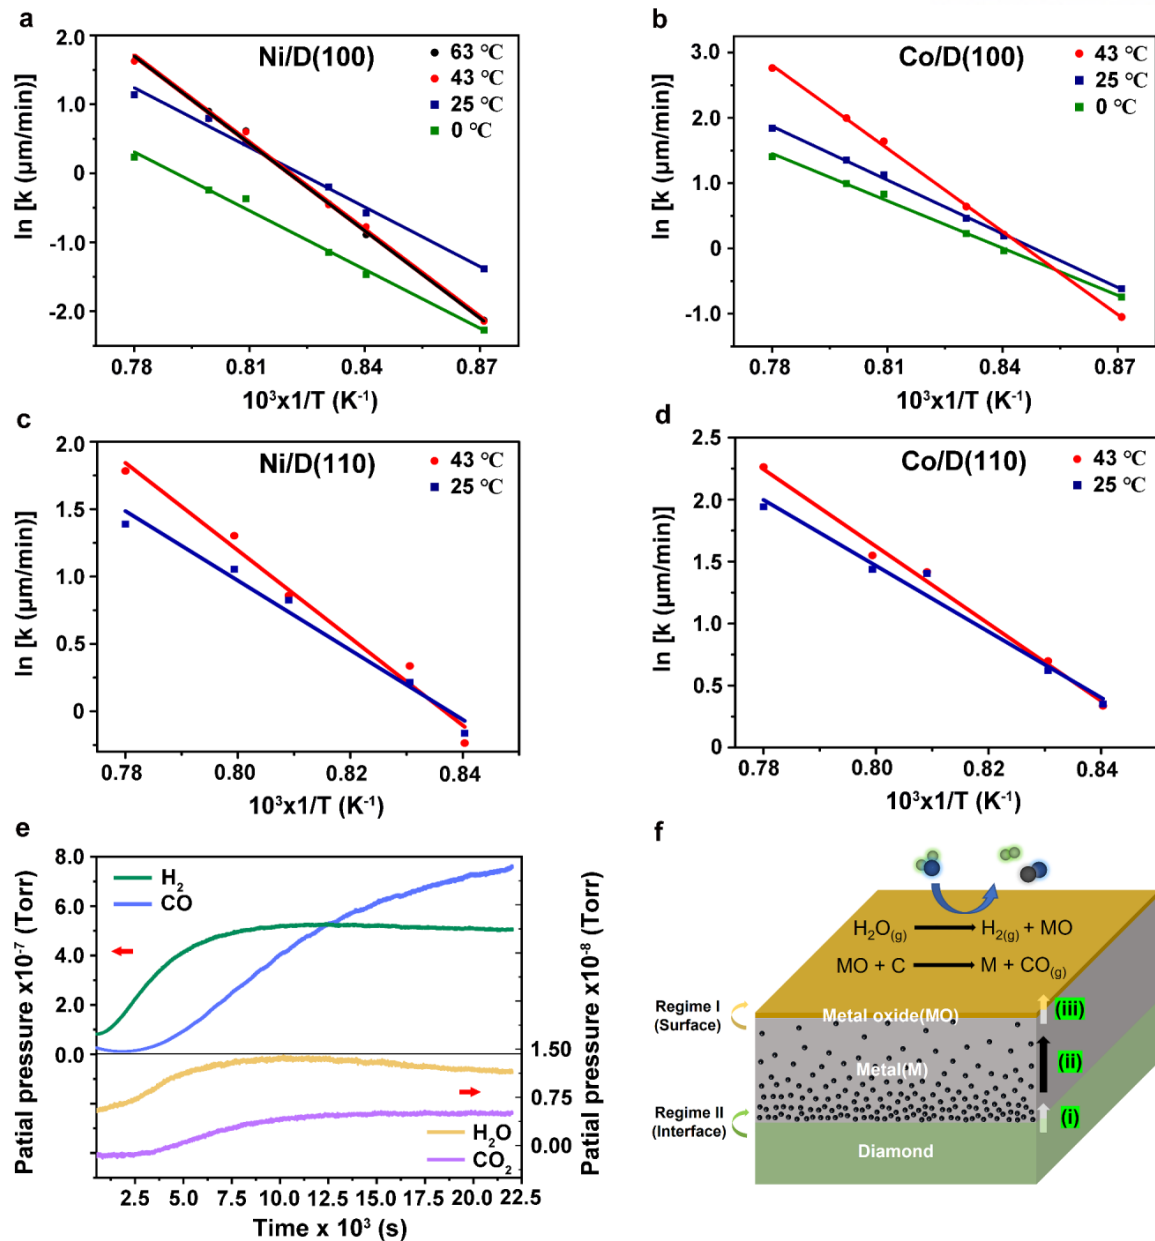 a
Ni/D(100)
63 ℃
43 ℃
25 ℃
0 ℃
2.0
1.0
0
-1.0
-2.0
ln [k (μm/min)]
0.78
0.81
0.84
0.87
10³x1/T (K⁻¹)
b
Co/D(100)
43 ℃
25 ℃
0 ℃
3.0
2.0
1.0
0
-1.0
ln [k (μm/min)]
0.78
0.81
0.84
0.87
10³x1/T (K⁻¹)
c
Ni/D(110)
43 ℃
25 ℃
2.0
1.5
1.0
0.5
0
ln [k (μm/min)]
0.78
0.80
0.82
0.84
10³x1/T (K⁻¹)
d
Co/D(110)
43 ℃
25 ℃
2.5
2.0
1.5
1.0
0.5
0
ln [k (μm/min)]
0.78
0.80
0.82
0.84
10³x1/T (K⁻¹)
e
H₂
CO
8.0
6.0
4.0
2.0
0.0
Patial pressure x10⁻⁷ (Torr)
1.50
0.75
0.00
Patial pressure x10⁻⁸ (Torr)
H₂O
CO₂
2.5
5.0
7.5
10.0
12.5
15.0
17.5
20.0
22.5
Time x 10³ (s)
f
H₂O(g)
H₂(g) + MO
MO + C
M + CO(g)
Regime I
(Surface)
Metal oxide(MO)
(iii)
Metal(M)
(ii)
Regime II
(Interface)
(i)
Diamond